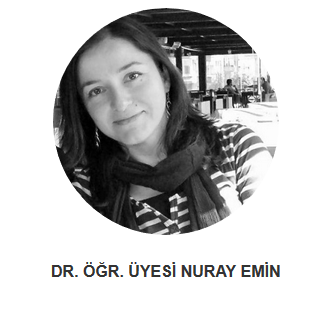 DR. ÖĞR. ÜYESİ NURAY EMİN